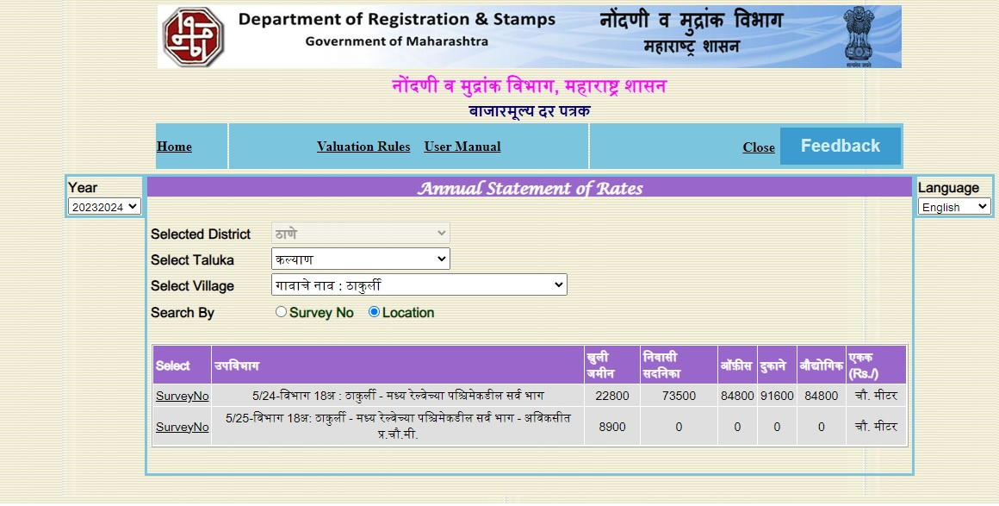 Department of Registration & Stamps
Government of Maharashtra
नोंदणी व मुद्रांक विभाग
महाराष्ट्र शासन
सत्यमेव जयते
नोंदणी व मुद्रांक विभाग, महाराष्ट्र शासन
बाजारमूल्य दर पत्रक
Home Valuation Rules User Manual Close Feedback
Year
20232024
Annual Statement of Rates
Language
English
Selected District ठाणे
Select Taluka कल्याण
Select Village गावाचे नाव : ठाकुर्ली
Search By Survey No Location
Select उपविभाग खुली जमीन निवासी सदनिका ऑफ़ीस दुकाने औद्योगिक एकक (Rs./)
SurveyNo 5/24-विभाग 18अ : ठाकुर्ली - मध्य रेल्वेच्या पश्चिमेकडील सर्व भाग 22800 73500 84800 91600 84800 चौ. मीटर
SurveyNo 5/25-विभाग 18अ: ठाकुर्ली - मध्य रेल्वेच्या पश्चिमेकडील सर्व भाग - अविकसीत प्र.चौ.मी. 8900 0 0 0 0 चौ. मीटर